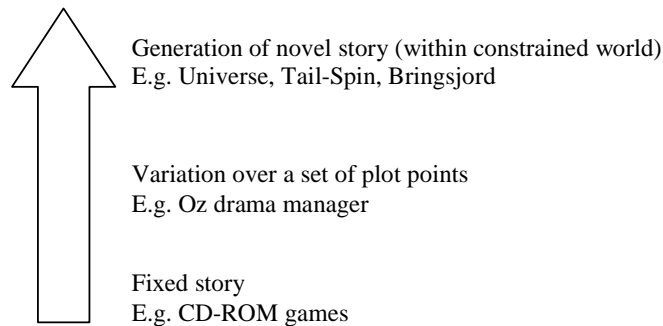 Generation of novel story (within constrained world)
E.g. Universe, Tail-Spin, Bringsjord
Variation over a set of plot points
E.g. Oz drama manager
Fixed story
E.g. CD-ROM games